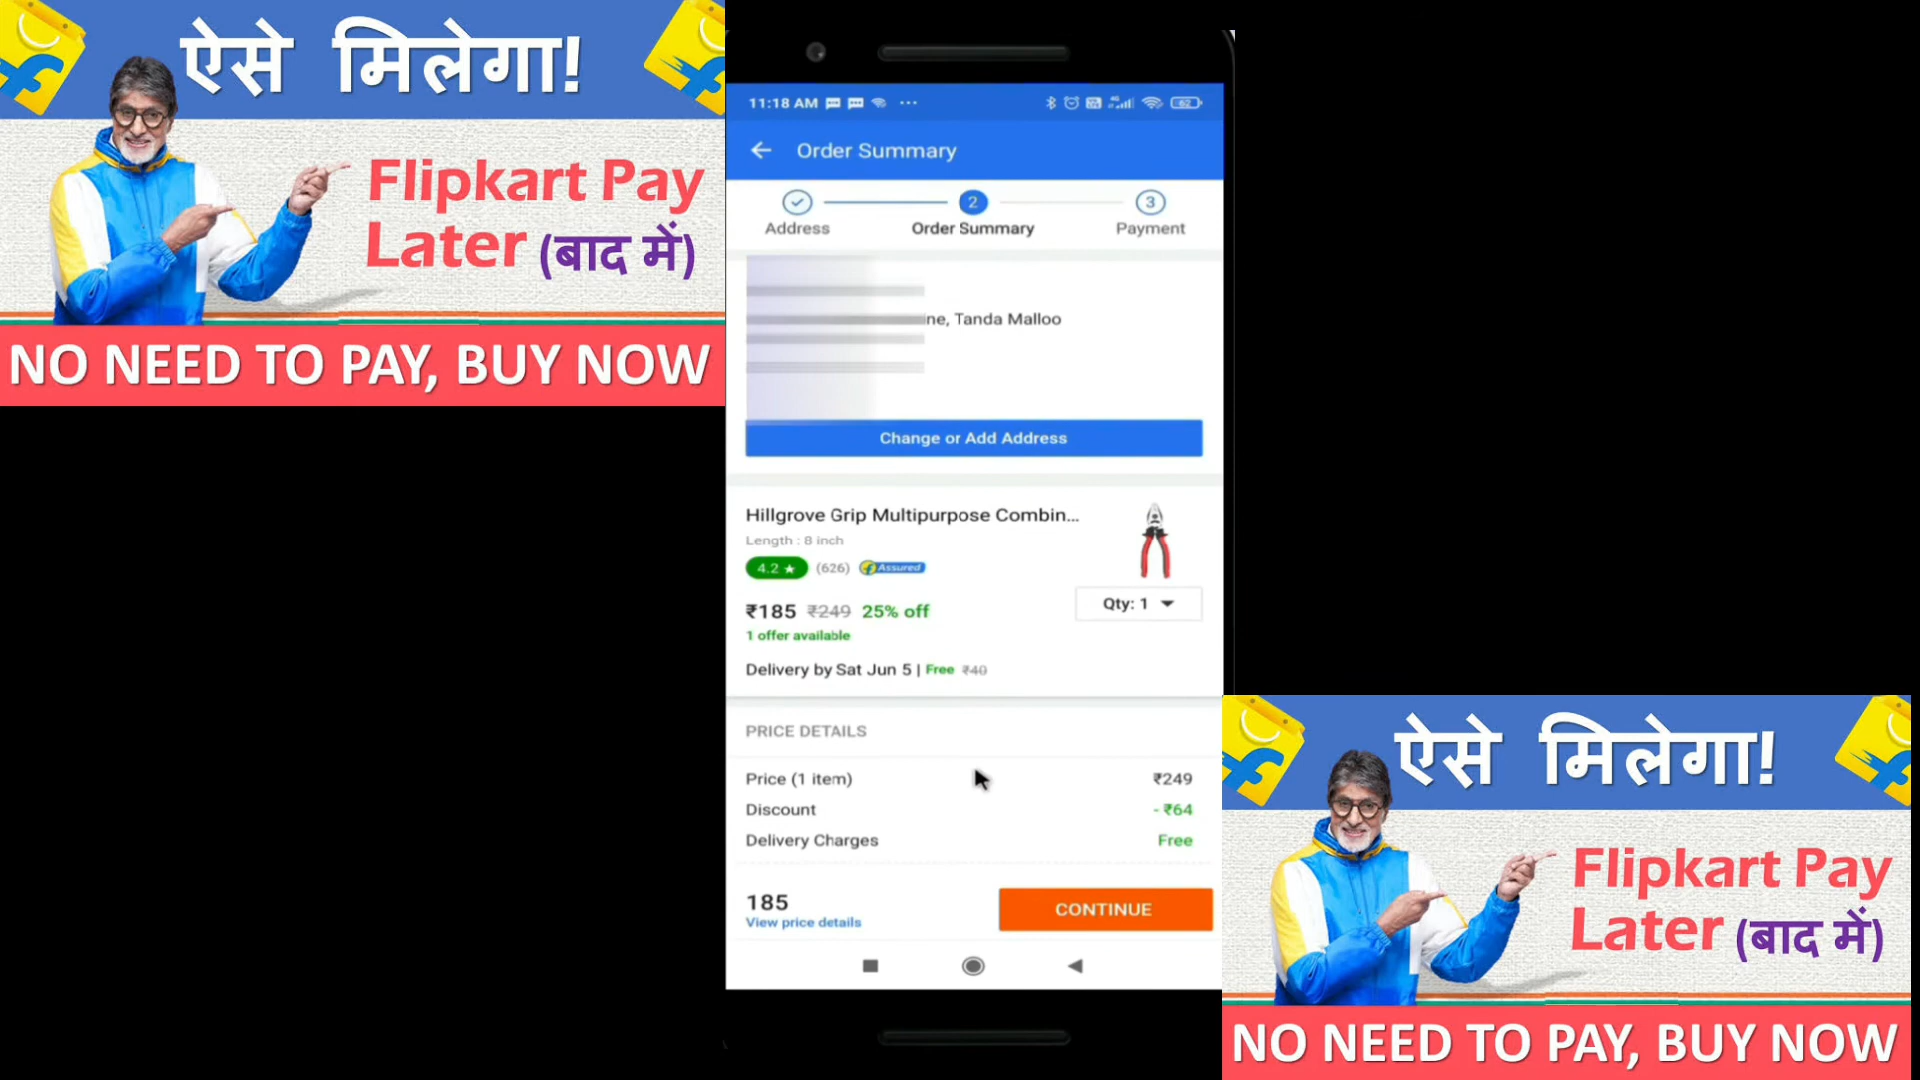 ऐसे मिलेगा!
Flipkart Pay
Later (बाद में)
NO NEED TO PAY, BUY NOW
11:18 AM
62
Order Summary
2
3
Address
Order Summary
Payment
ne, Tanda Malloo
Change or Add Address
Hillgrove Grip Multipurpose Combin...
Length : 8 inch
4.2 ★ (626) Assured
₹185 ₹249 25% off
Qty: 1
1 offer available
Delivery by Sat Jun 5 | Free ₹40
PRICE DETAILS
Price (1 item) ₹249
Discount - ₹64
Delivery Charges Free
185
View price details
CONTINUE
ऐसे मिलेगा!
Flipkart Pay
Later (बाद में)
NO NEED TO PAY, BUY NOW